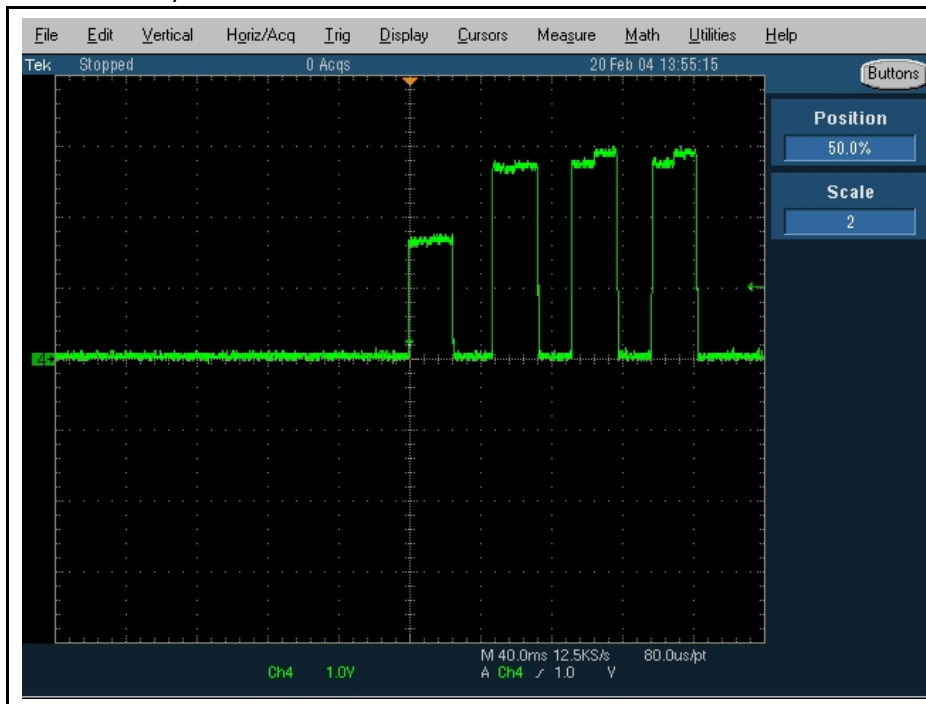 File Edit Vertical Horiz/Acq Trig Display Cursors Measure Math Utilities Help
Tek Stopped 0 Acqs 20 Feb 04 13:55:15
Buttons
Position
50.0%
Scale
2
4
M 40.0ms 12.5KS/s 80.0us/pt
Ch4 1.0V A Ch4 1.0 V